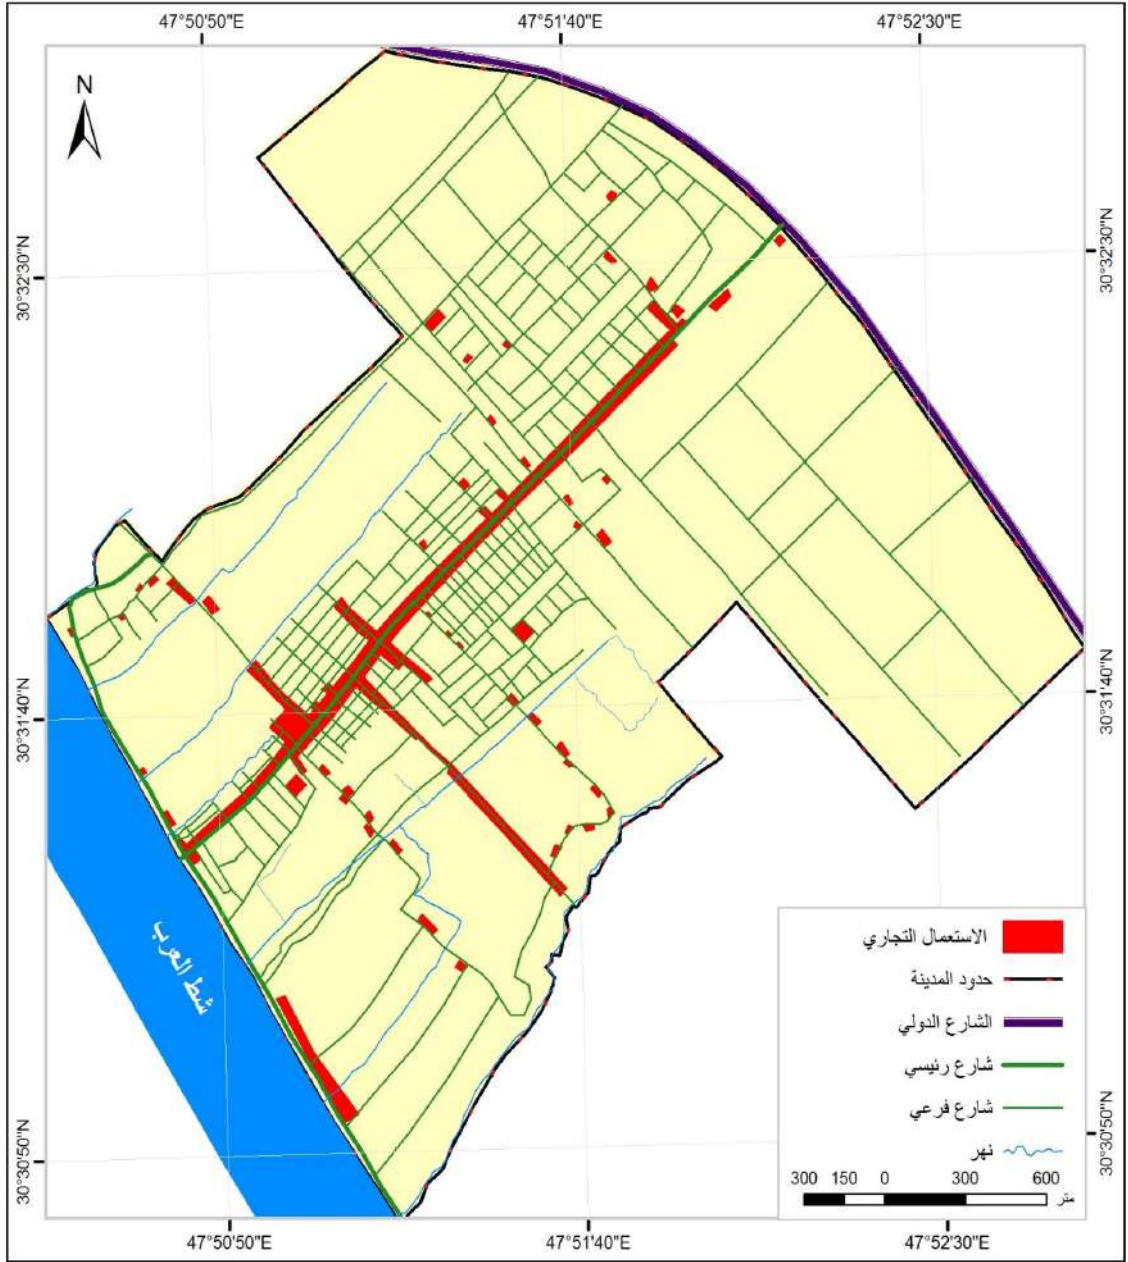 47°50'50"E
47°51'40"E
47°52'30"E
N
30°32'30"N
30°32'30"N
30°31'40"N
30°31'40"N
شط العرب
الاستعمال التجاري
حدود المدينة
الشارع الدولي
شارع رئيسي
شارع فرعي
نهر
300 150 0 300 600
متر
30°30'50"N
30°30'50"N
47°50'50"E
47°51'40"E
47°52'30"E